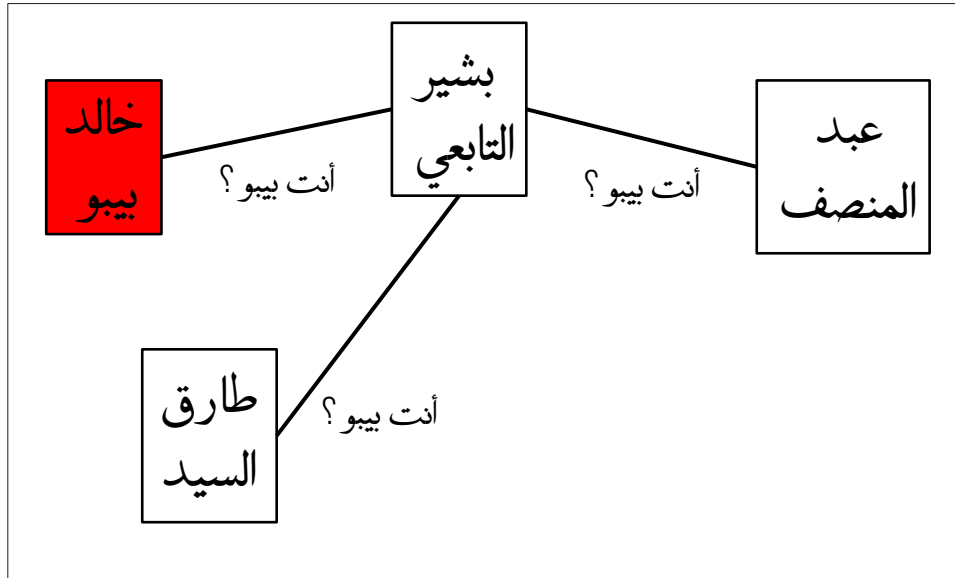 بشير
التابعي
عبد
المنصف
خالد
بيبو
أنت بيبو ؟
أنت بيبو ؟
طارق
السيد
أنت بيبو ؟